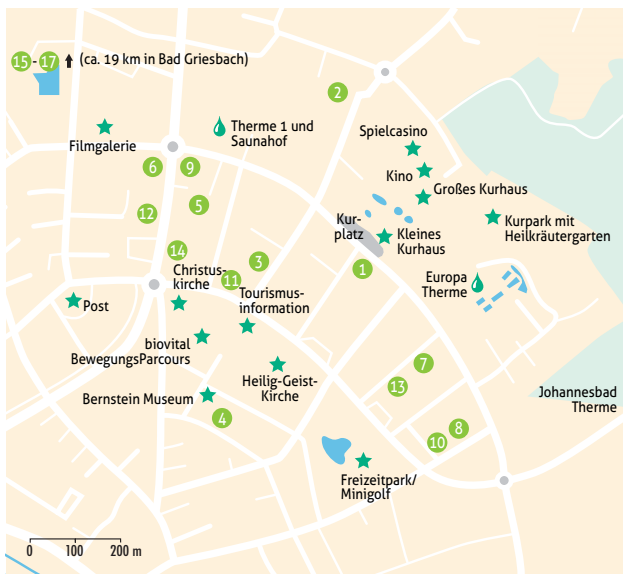 15 - 17 (ca. 19 km in Bad Griesbach)
2
Therme 1 und
Saunahof
Filmgalerie
Spielcasino
Kino
6
9
Großes Kurhaus
5
12
Kur-
platz
Kleines
Kurhaus
Kurpark mit
Heilkräutergarten
14
3
1
Christus-
kirche
11
Tourismus-
information
Europa
Therme
Post
biovital
BewegungsParcours
Heilig-Geist-
Kirche
7
13
Bernstein Museum
4
Johannesbad
Therme
8
10
Freizeitpark/
Minigolf
0 100 200 m